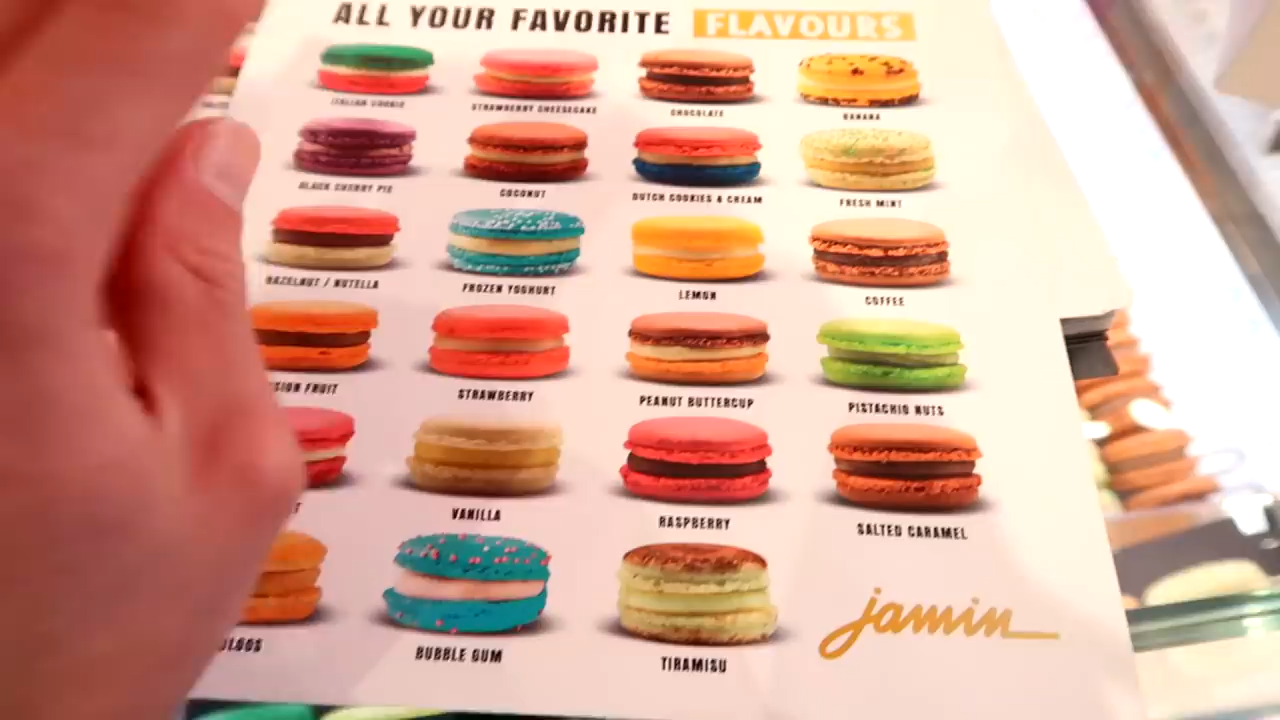 ALL YOUR FAVORITE FLAVOURS
ITALIAN COOKIE
STRAWBERRY CHEESECAKE
CHOCOLATE
BANANA
BLACK CHERRY PIE
COCONUT
DUTCH COOKIES & CREAM
FRESH MINT
HAZELNUT / NUTELLA
FROZEN YOGHURT
LEMON
COFFEE
SION FRUIT
STRAWBERRY
PEANUT BUTTERCUP
PISTACHIO NUTS
VANILLA
RASPBERRY
SALTED CARAMEL
BUBBLE GUM
TIRAMISU
jamin